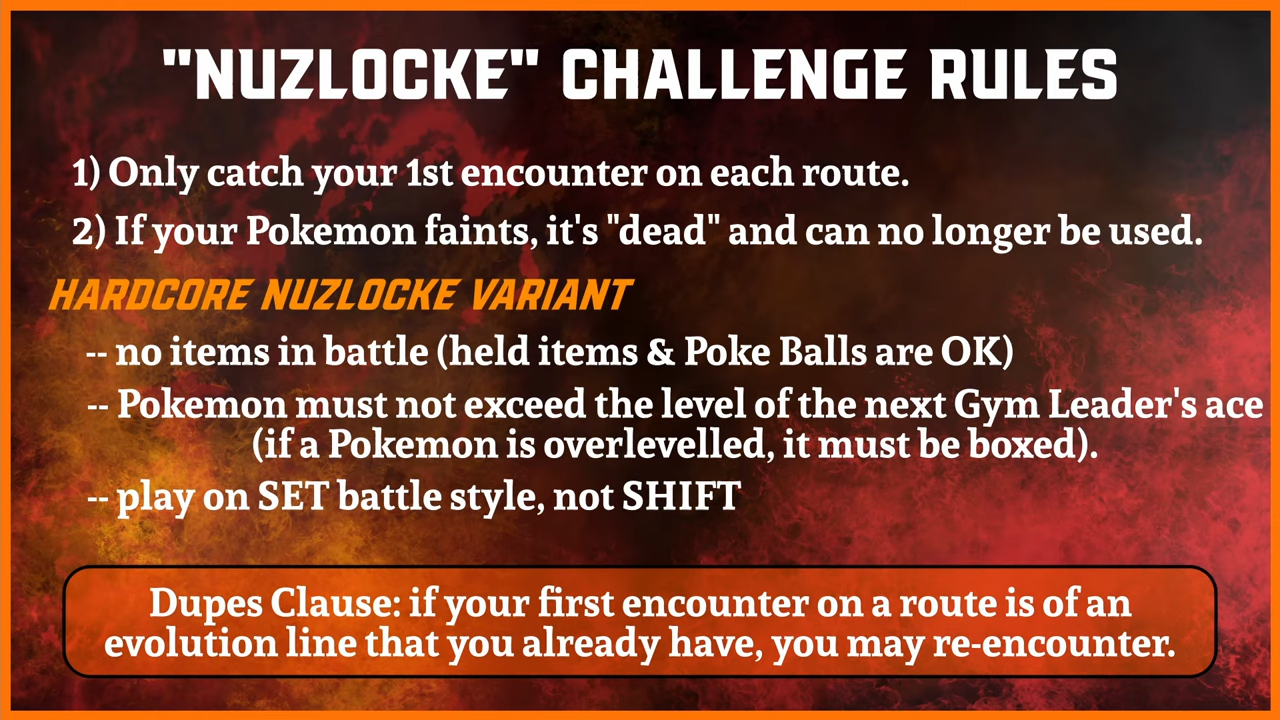 "NUZLOCKE" CHALLENGE RULES
1) Only catch your 1st encounter on each route.
2) If your Pokemon faints, it's "dead" and can no longer be used.
HARDCORE NUZLOCKE VARIANT
-- no items in battle (held items & Poke Balls are OK)
-- Pokemon must not exceed the level of the next Gym Leader's ace
(if a Pokemon is overlevelled, it must be boxed).
-- play on SET battle style, not SHIFT
Dupes Clause: if your first encounter on a route is of an
evolution line that you already have, you may re-encounter.